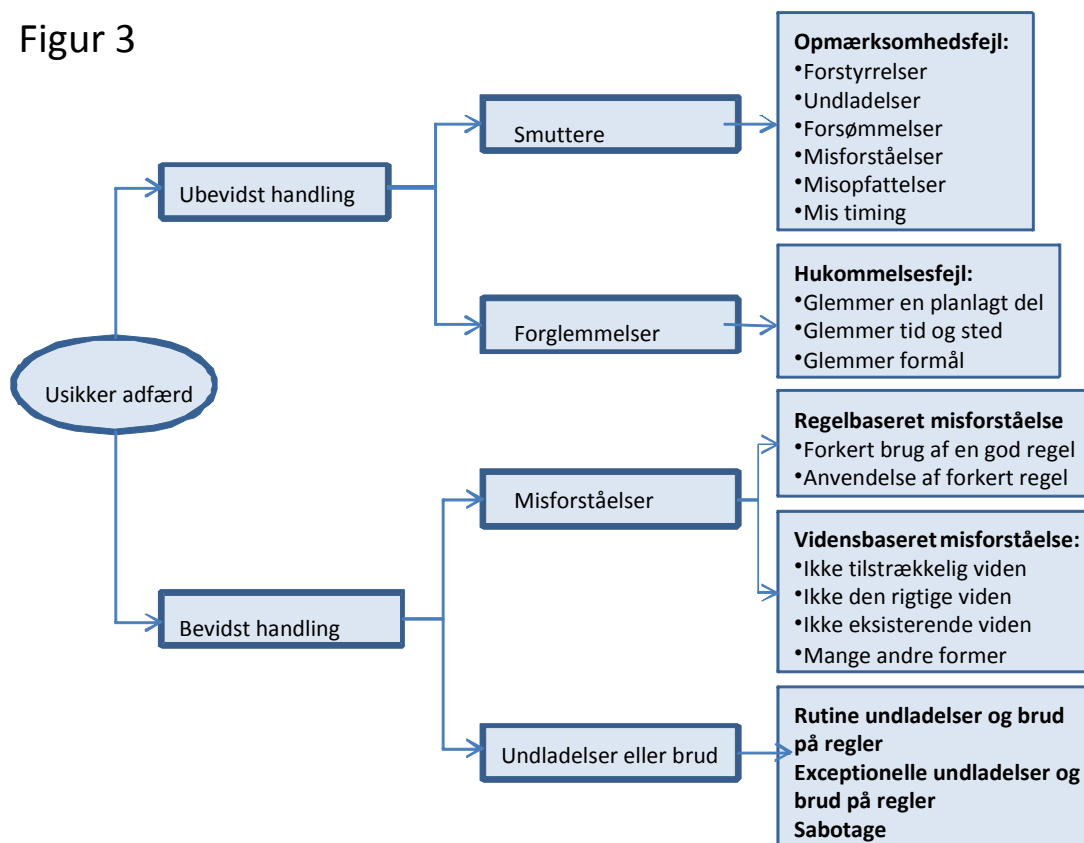 Figur 3
Usikker adfærd
Ubevidst handling
Bevidst handling
Smuttere
Forglemmelser
Misforståelser
Undladelser eller brud
Opmærksomhedsfejl:
•Forstyrrelser
•Undladelser
•Forsømmelser
•Misforståelser
•Misopfattelser
•Mis timing
Hukommelsesfejl:
•Glemmer en planlagt del
•Glemmer tid og sted
•Glemmer formål
Regelbaseret misforståelse
•Forkert brug af en god regel
•Anvendelse af forkert regel
Vidensbaseret misforståelse:
•Ikke tilstrækkelig viden
•Ikke den rigtige viden
•Ikke eksisterende viden
•Mange andre former
Rutine undladelser og brud
på regler
Exceptionelle undladelser og
brud på regler
Sabotage